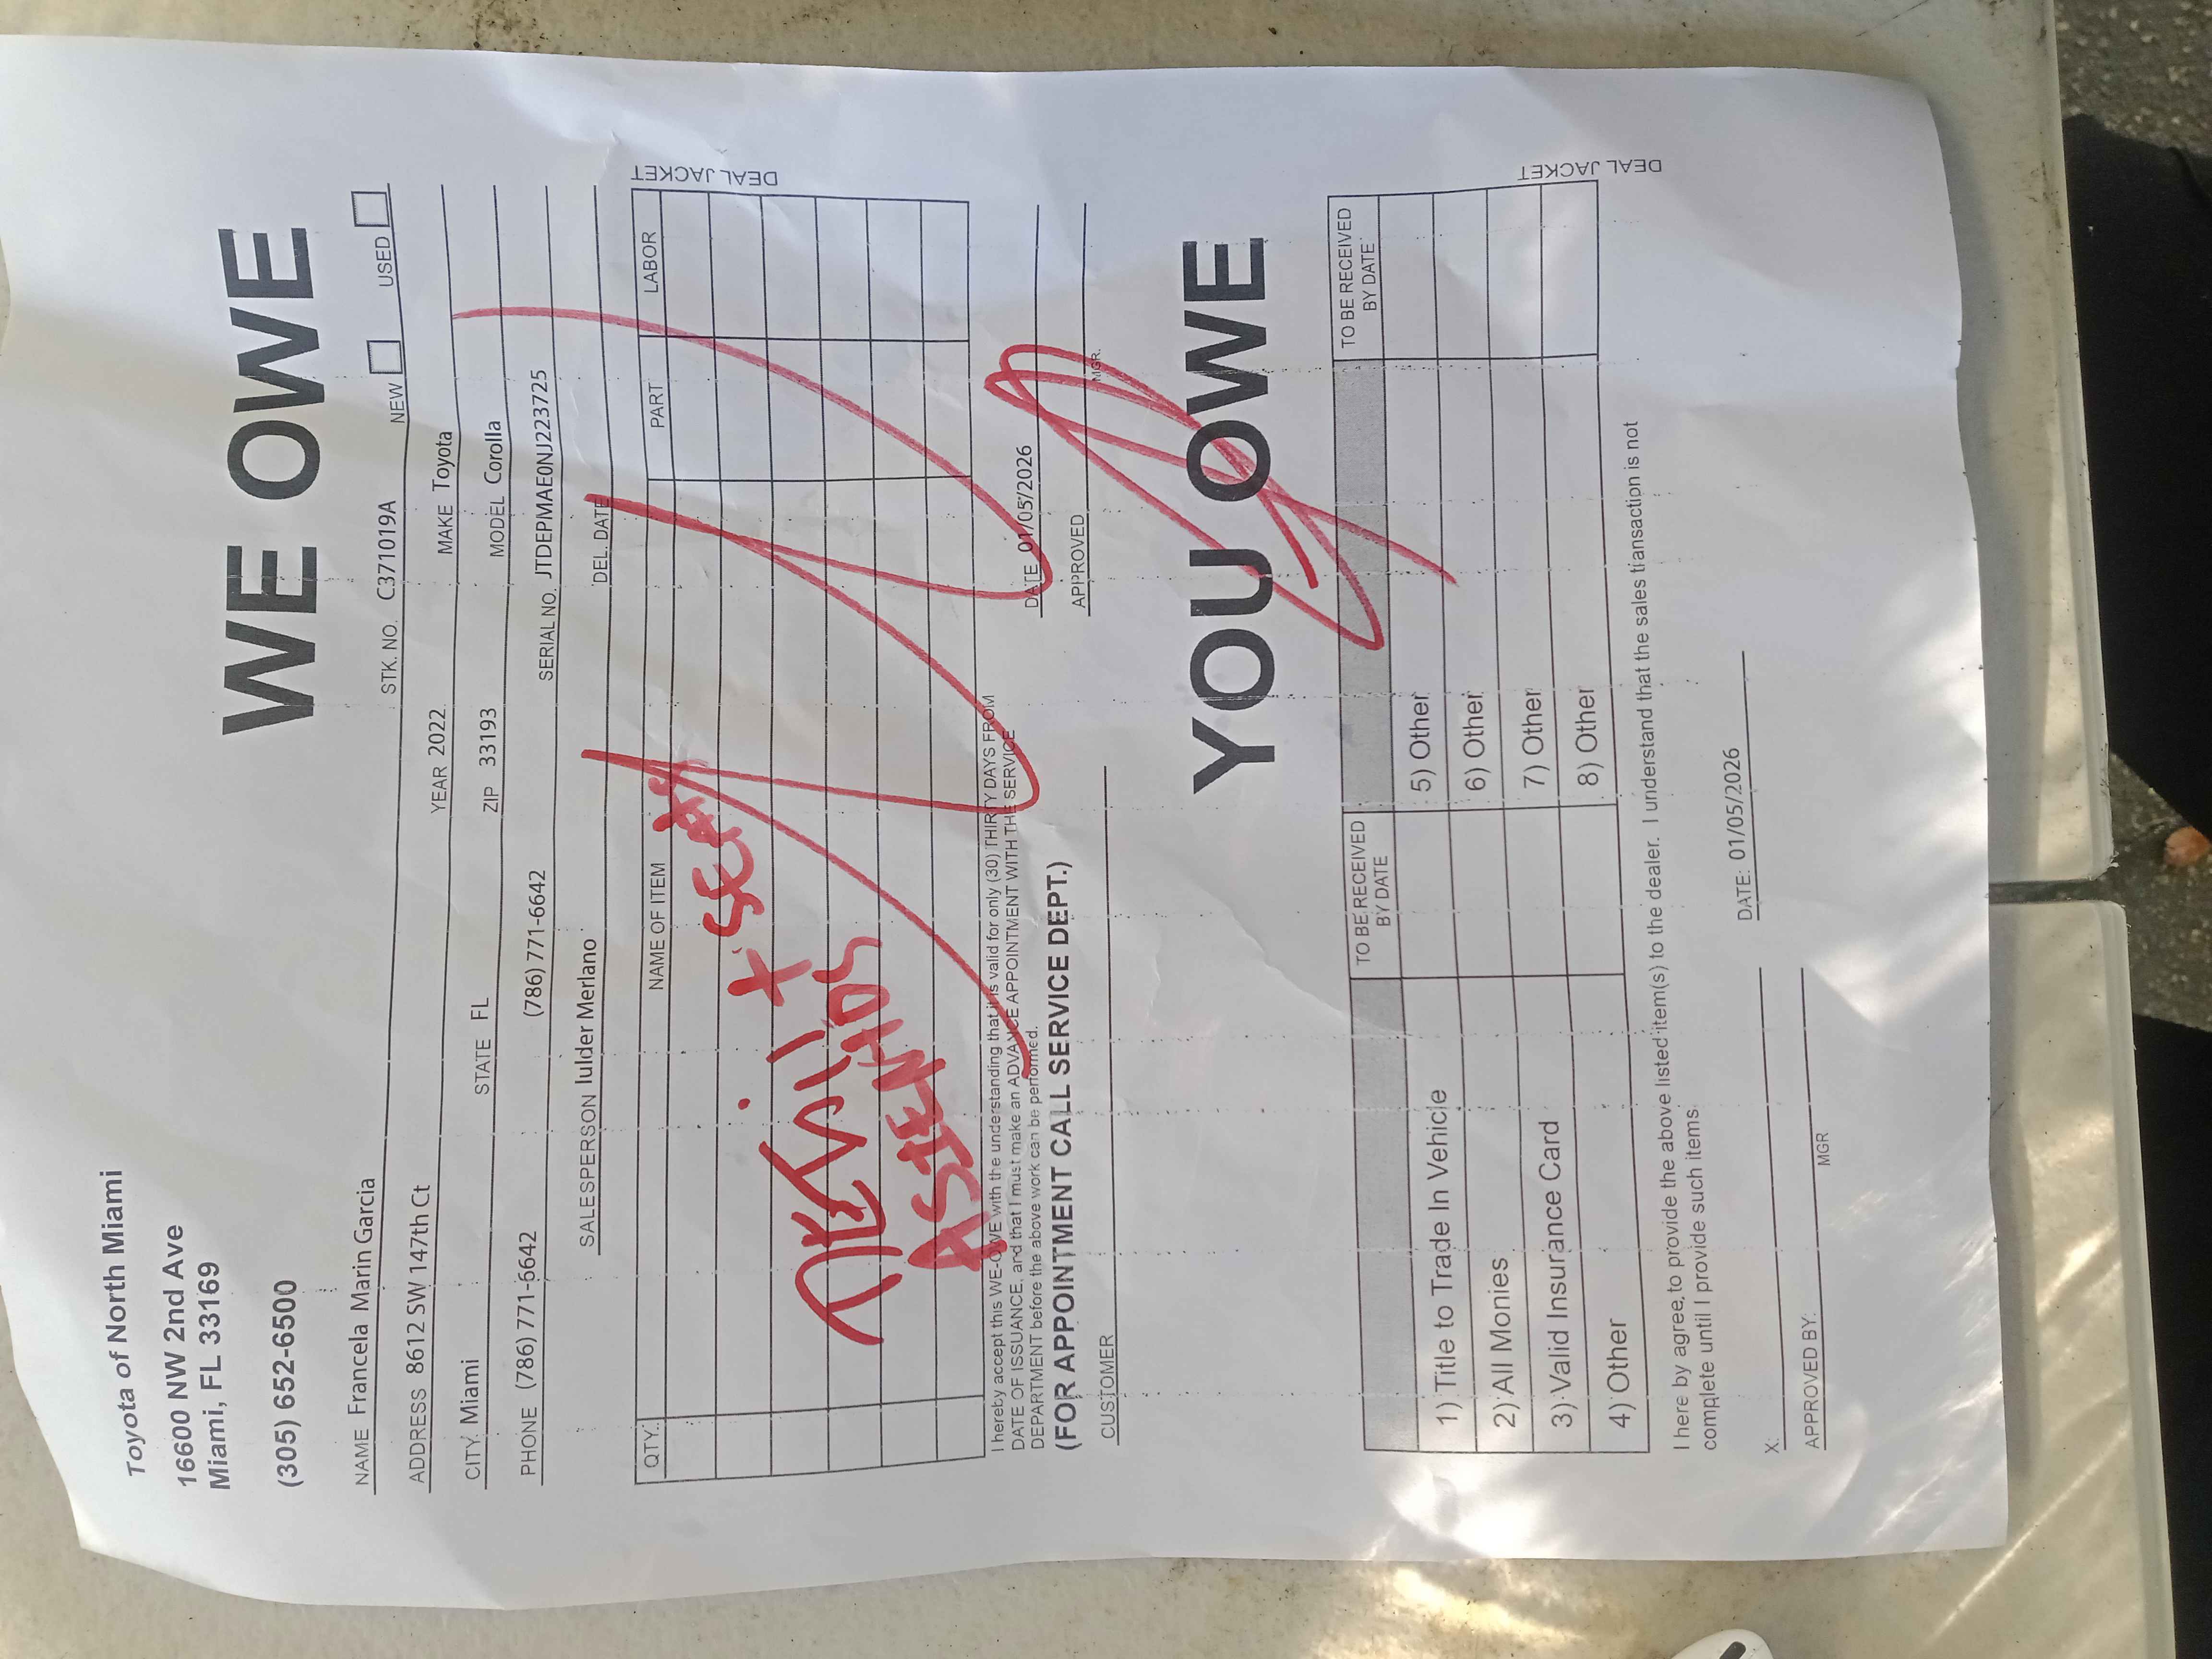 Toyota of North Miami
16600 NW 2nd Ave
Miami, FL 33169
(305) 652-6500
WE OWE
NAME Francela Marin Garcia STK. NO. C371019A NEW USED
ADDRESS 8612 SW 147th Ct YEAR 2022 MAKE Toyota
CITY Miami STATE FL ZIP 33193 MODEL Corolla
PHONE (786) 771-6642 (786) 771-6642 SERIAL NO. JTDEPMAE0NJ223725
SALESPERSON Iulder Merlano DEL. DATE
QTY. NAME OF ITEM PART LABOR
DEAL JACKET
ASIENTOS
I hereby accept this WE-OWE with the understanding that it is valid for only (30) THIRTY DAYS FROM
DATE OF ISSUANCE, and that I must make an ADVANCE APPOINTMENT WITH THE SERVICE
DEPARTMENT before the above work can be performed.
(FOR APPOINTMENT CALL SERVICE DEPT.)
DATE 01/05/2026
CUSTOMER APPROVED
MGR.
YOU OWE
TO BE RECEIVED BY DATE TO BE RECEIVED BY DATE
DEAL JACKET
1) Title to Trade In Vehicle 5) Other
2) All Monies 6) Other
3) Valid Insurance Card 7) Other
4) Other 8) Other
I here by agree to provide the above listed item(s) to the dealer. I understand that the sales transaction is not
complete until I provide such items
X: DATE: 01/05/2026
APPROVED BY:
MGR